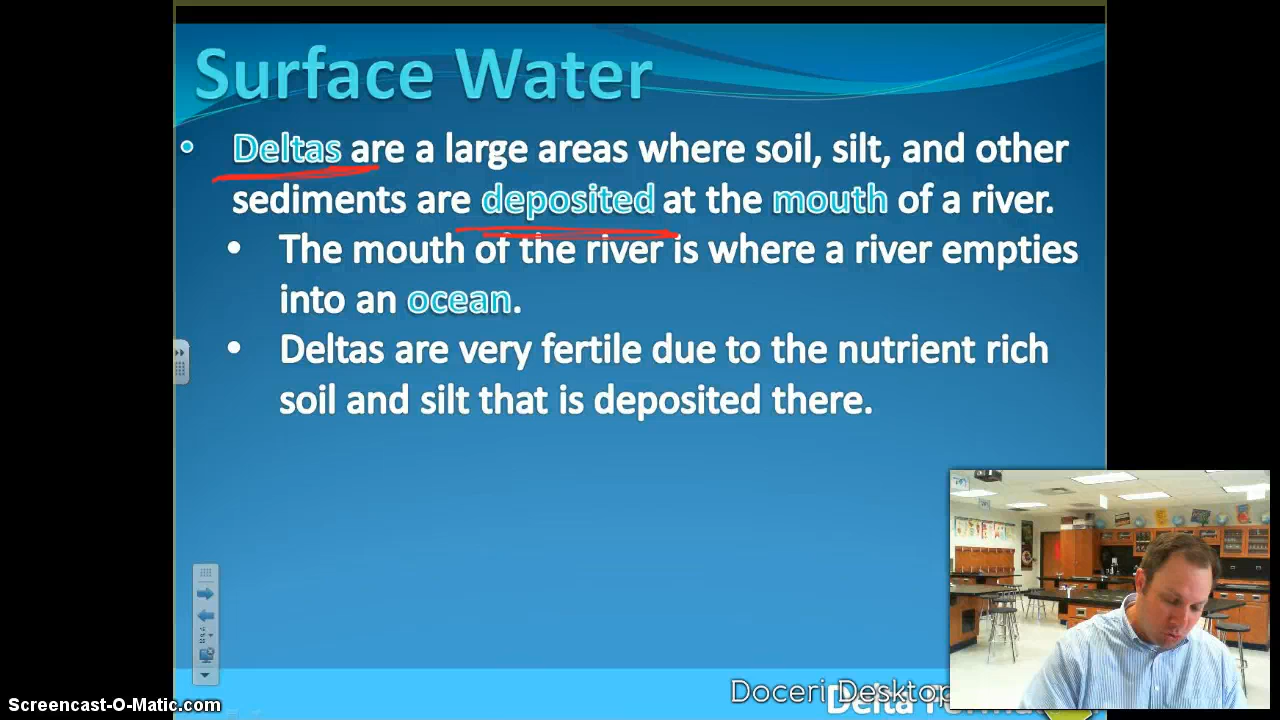 Surface Water
• Deltas are a large areas where soil, silt, and other
sediments are deposited at the mouth of a river.
• The mouth of the river is where a river empties
into an ocean.
• Deltas are very fertile due to the nutrient rich
soil and silt that is deposited there.
Doceri Desktop
Delta
Screencast-O-Matic.com